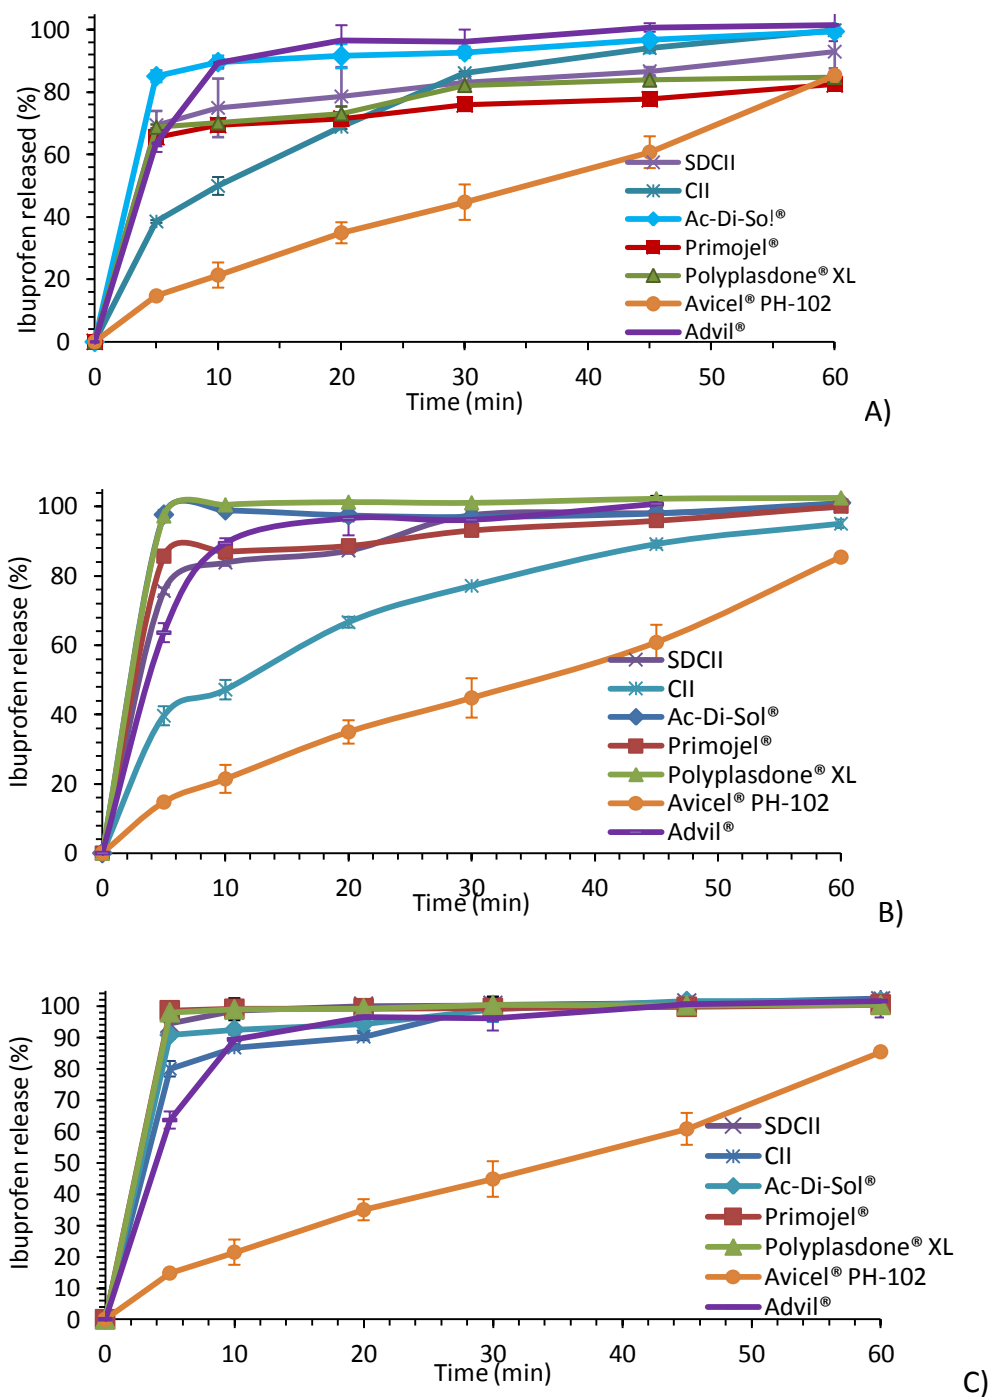 Ibuprofen released (%)
100
80
60
40
20
0
SDCII
CII
Ac-Di-Sol®
Primojel®
Polyplasdone® XL
Avicel® PH-102
Advil®
0 10 20 30 40 50 60
Time (min)
A)
Ibuprofen release (%)
100
80
60
40
20
0
SDCII
CII
Ac-Di-Sol®
Primojel®
Polyplasdone® XL
Avicel® PH-102
Advil®
0 10 20 30 40 50 60
Time (min)
B)
Ibuprofen release (%)
100
90
80
70
60
50
40
30
20
10
0
SDCII
CII
Ac-Di-Sol®
Primojel®
Polyplasdone® XL
Avicel® PH-102
Advil®
0 10 20 30 40 50 60
Time (min)
C)